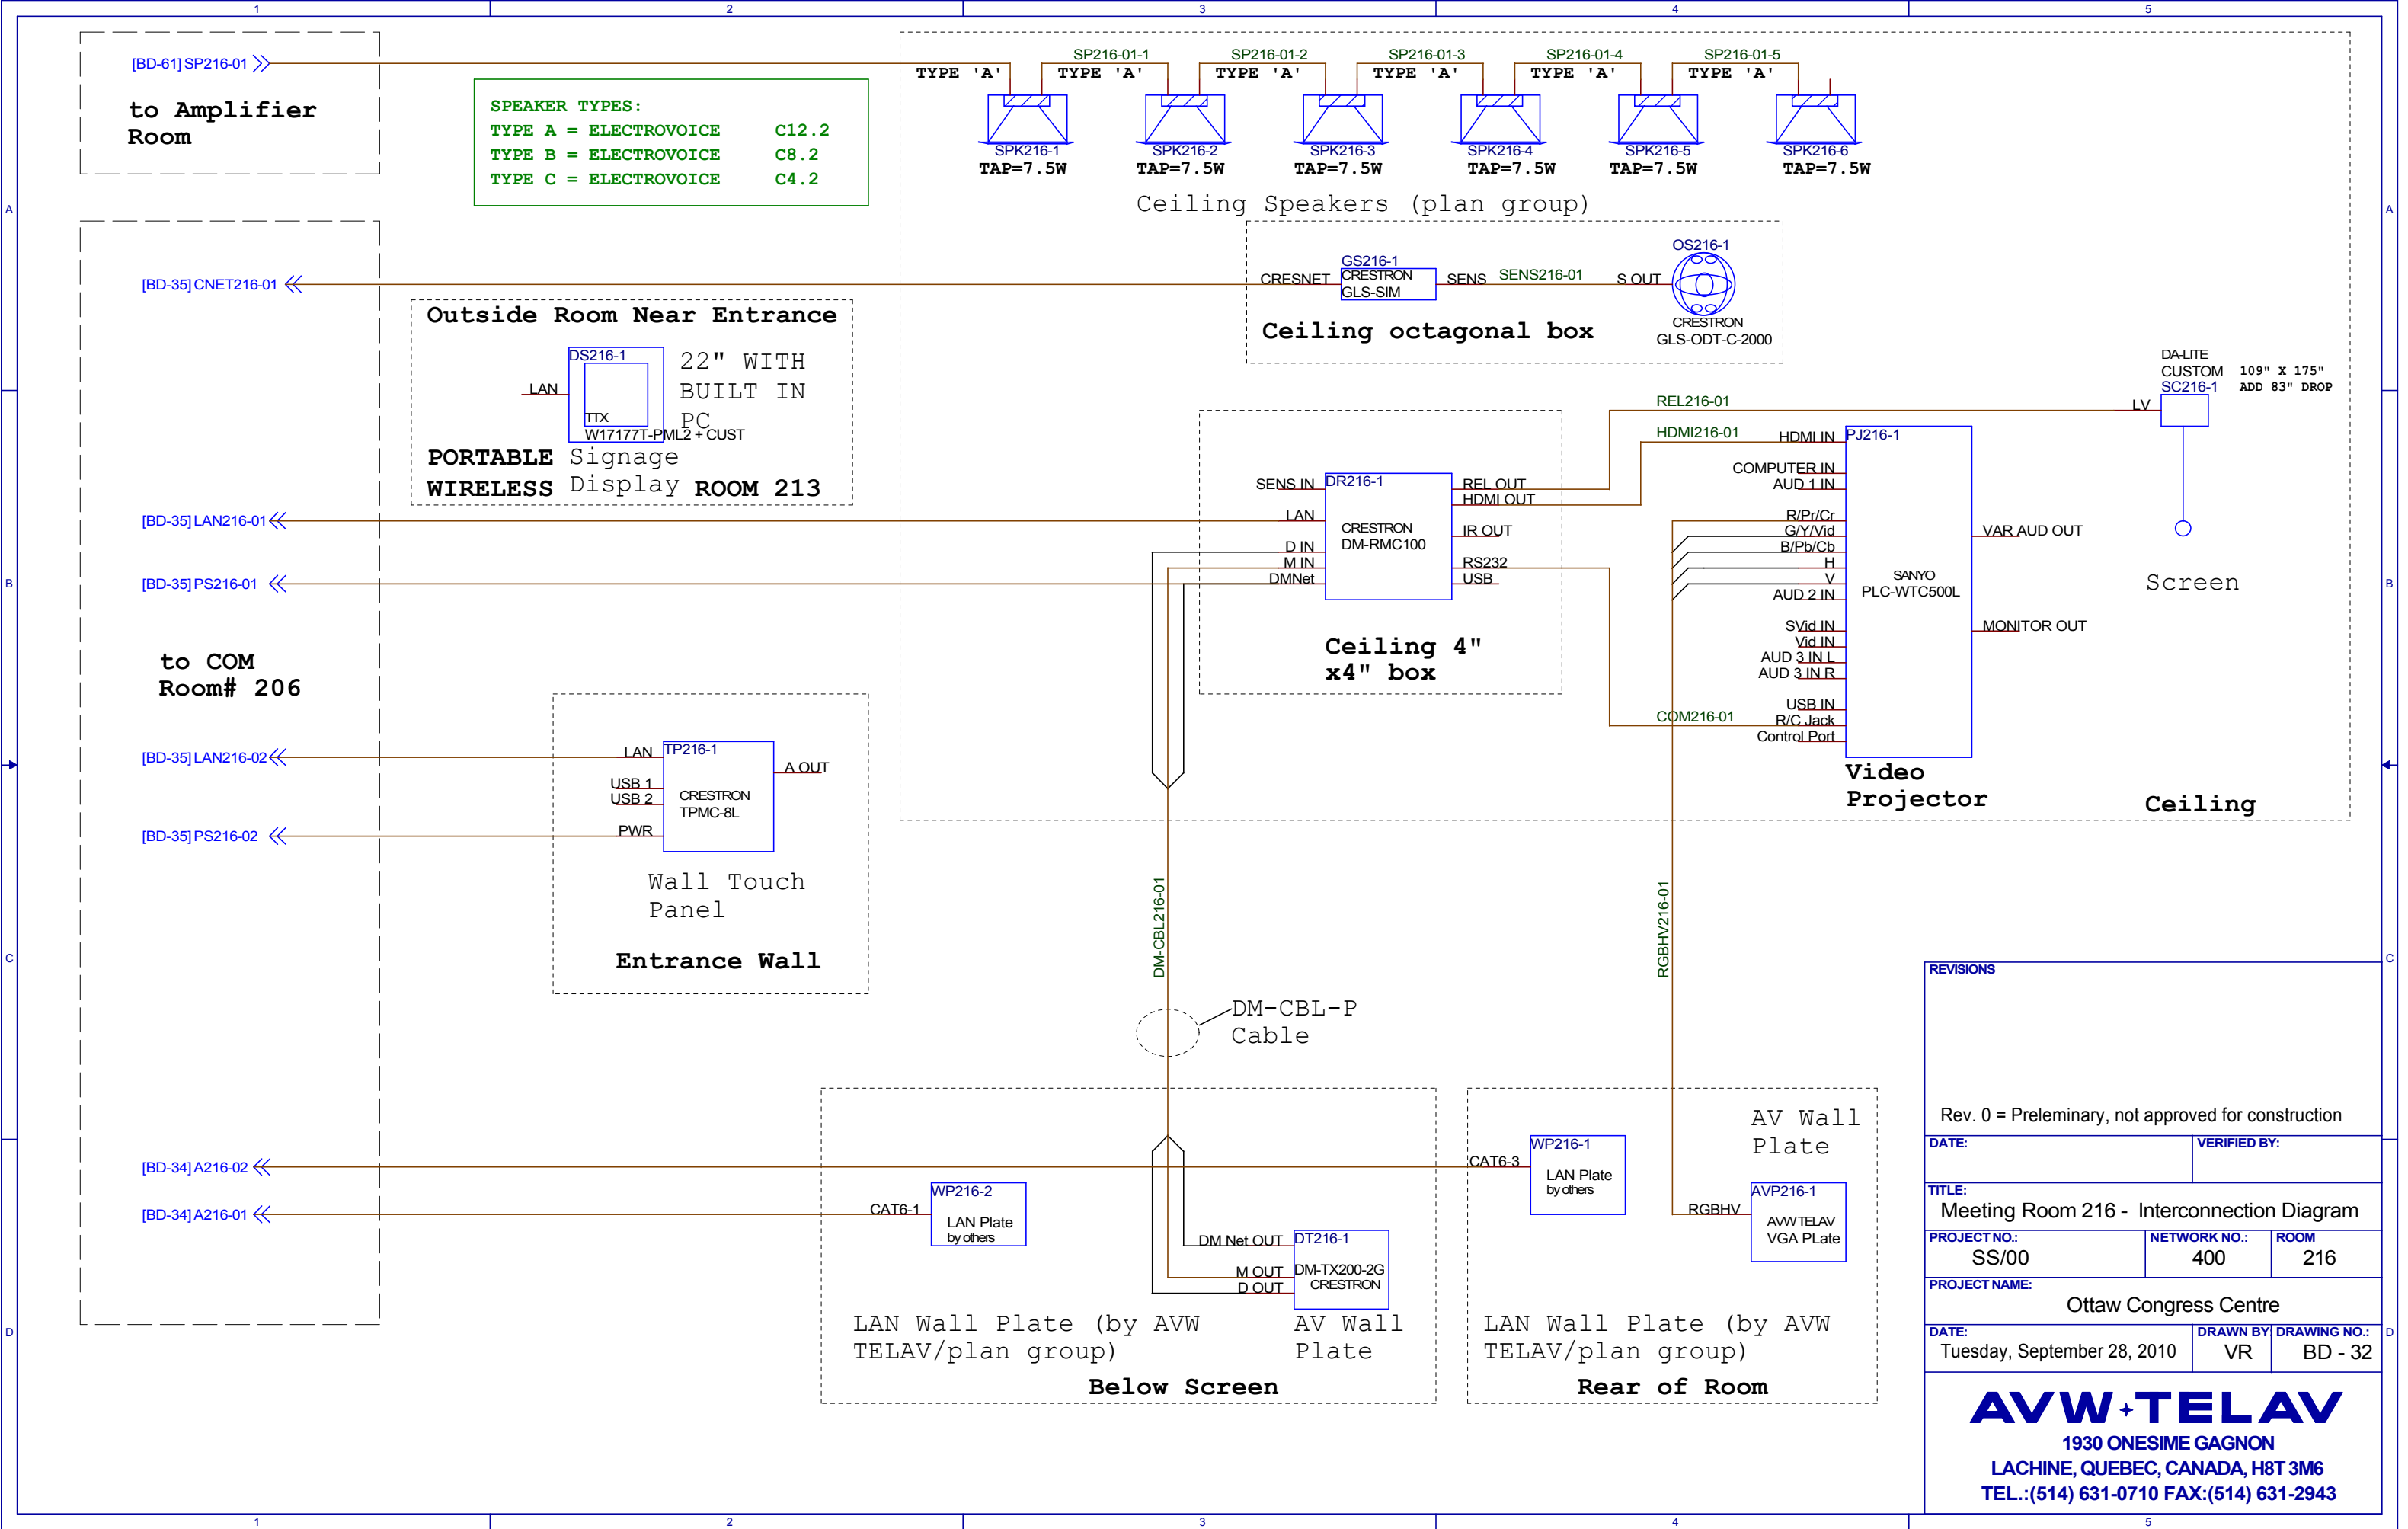 1 2 3 4 5
[BD-61] SP216-01
to Amplifier
Room
SPEAKER TYPES:
TYPE A = ELECTROVOICE C12.2
TYPE B = ELECTROVOICE C8.2
TYPE C = ELECTROVOICE C4.2
SP216-01-1 SP216-01-2 SP216-01-3 SP216-01-4 SP216-01-5
TYPE 'A' TYPE 'A' TYPE 'A' TYPE 'A' TYPE 'A' TYPE 'A'
SPK216-1 SPK216-2 SPK216-3 SPK216-4 SPK216-5 SPK216-6
TAP=7.5W TAP=7.5W TAP=7.5W TAP=7.5W TAP=7.5W TAP=7.5W
Ceiling Speakers (plan group)
A A
[BD-35] CNET216-01
CRESNET
GS216-1
CRESTRON
GLS-SIM
SENS
SENS216-01
S OUT
OS216-1
CRESTRON
GLS-ODT-C-2000
Ceiling octagonal box
Outside Room Near Entrance
DS216-1
LAN
TTX
W17177T-PML2 + CUST
22" WITH
BUILT IN
PC
PORTABLE Signage
WIRELESS Display ROOM 213
DA-LITE
CUSTOM 109" X 175"
SC216-1 ADD 83" DROP
LV
Screen
REL216-01
HDMI216-01
[BD-35] LAN216-01
[BD-35] PS216-01
SENS IN
LAN
D IN
M IN
DMNet
DR216-1
CRESTRON
DM-RMC100
REL OUT
HDMI OUT
IR OUT
RS232
USB
Ceiling 4"
x4" box
HDMI IN
COMPUTER IN
AUD 1 IN
R/Pr/Cr
G/Y/Vid
B/Pb/Cb
H
V
AUD 2 IN
SVid IN
Vid IN
AUD 3 IN L
AUD 3 IN R
USB IN
R/C Jack
Control Port
COM216-01
PJ216-1
SANYO
PLC-WTC500L
VAR AUD OUT
MONITOR OUT
Video
Projector
Ceiling
B B
to COM
Room# 206
[BD-35] LAN216-02
[BD-35] PS216-02
LAN
USB 1
USB 2
PWR
TP216-1
CRESTRON
TPMC-8L
A OUT
Wall Touch
Panel
Entrance Wall
C C
DM-CBL216-01
RGBHV216-01
DM-CBL-P
Cable
[BD-34] A216-02
[BD-34] A216-01
CAT6-1
WP216-2
LAN Plate
by others
DM Net OUT
M OUT
D OUT
DT216-1
DM-TX200-2G
CRESTRON
LAN Wall Plate (by AVW
TELAV/plan group)
AV Wall
Plate
Below Screen
CAT6-3
WP216-1
LAN Plate
by others
AV Wall
Plate
RGBHV
AVP216-1
AVW TELAV
VGA PLate
LAN Wall Plate (by AVW
TELAV/plan group)
Rear of Room
D D
REVISIONS
Rev. 0 = Preleminary, not approved for construction
DATE: VERIFIED BY:
TITLE:
Meeting Room 216 - Interconnection Diagram
PROJECT NO.: NETWORK NO.: ROOM
SS/00 400 216
PROJECT NAME:
Ottaw Congress Centre
DATE: DRAWN BY: DRAWING NO.:
Tuesday, September 28, 2010 VR BD - 32
AVW TELAV
1930 ONESIME GAGNON
LACHINE, QUEBEC, CANADA, H8T 3M6
TEL.:(514) 631-0710 FAX:(514) 631-2943
1 2 3 4 5